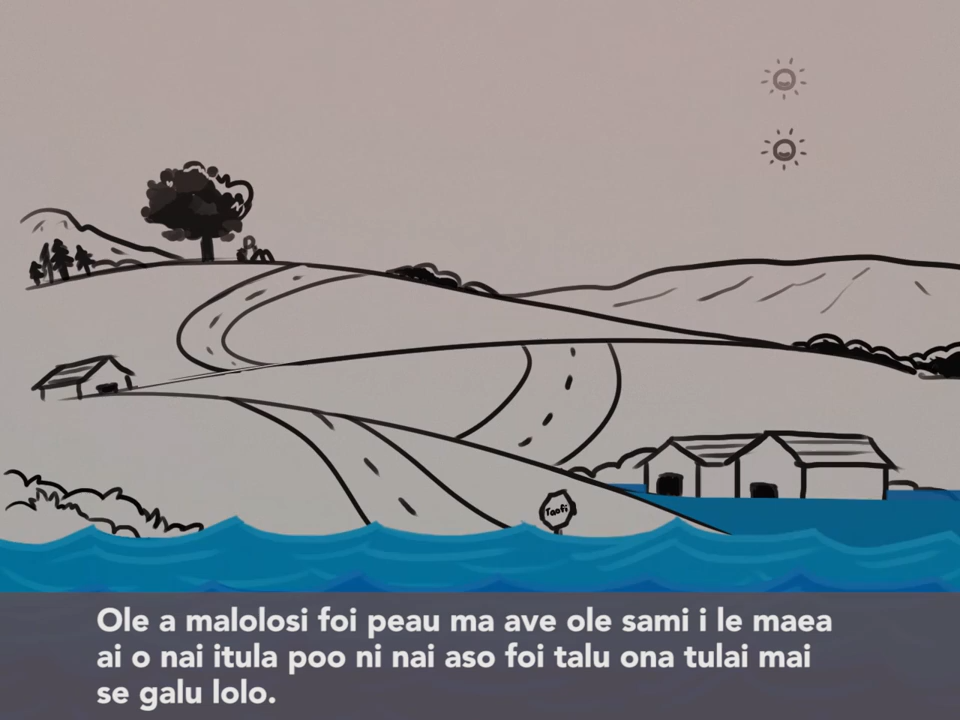 Taofi
Ole a malolosi foi peau ma ave ole sami i le maea
ai o nai itula poo ni nai aso foi talu ona tulai mai
se galu lolo.